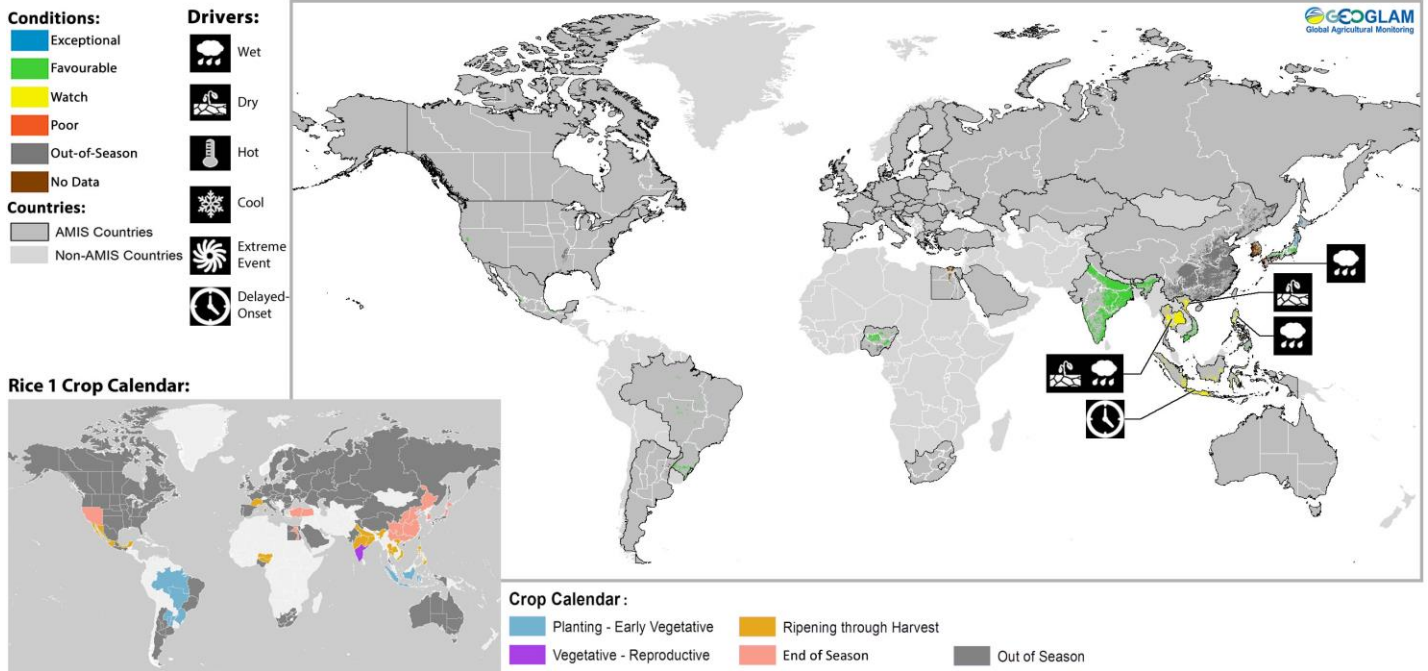 Conditions:
Exceptional
Favourable
Watch
Poor
Out-of-Season
No Data
Countries:
AMIS Countries
Non-AMIS Countries
Drivers:
Wet
Dry
Hot
Cool
Extreme
Event
Delayed-
Onset
GEOGLAM
Global Agricultural Monitoring
Rice 1 Crop Calendar:
Crop Calendar :
Planting - Early Vegetative
Ripening through Harvest
Vegetative - Reproductive
End of Season
Out of Season